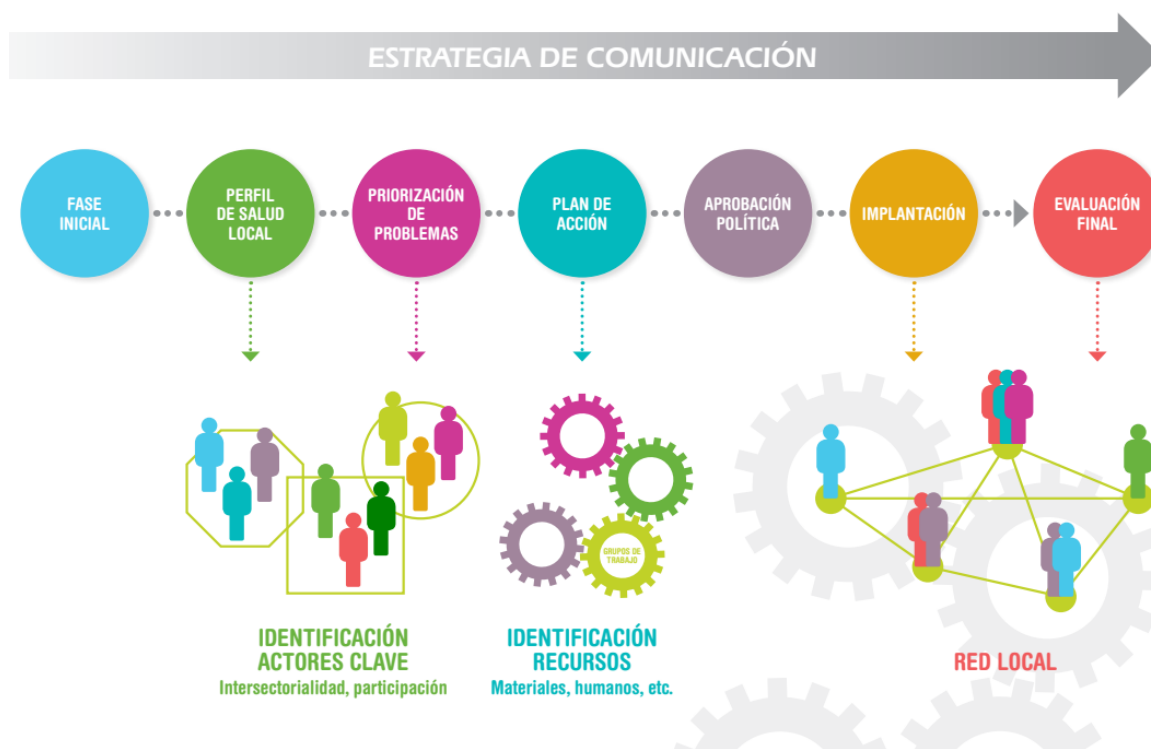 ESTRATEGIA DE COMUNICACIÓN
FASE
INICIAL
PERFIL
DE SALUD
LOCAL
PRIORIZACIÓN
DE
PROBLEMAS
PLAN DE
ACCIÓN
APROBACIÓN
POLÍTICA
IMPLANTACIÓN
EVALUACIÓN
FINAL
GRUPOS DE
TRABAJO
IDENTIFICACIÓN
ACTORES CLAVE
Intersectorialidad, participación
IDENTIFICACIÓN
RECURSOS
Materiales, humanos, etc.
RED LOCAL